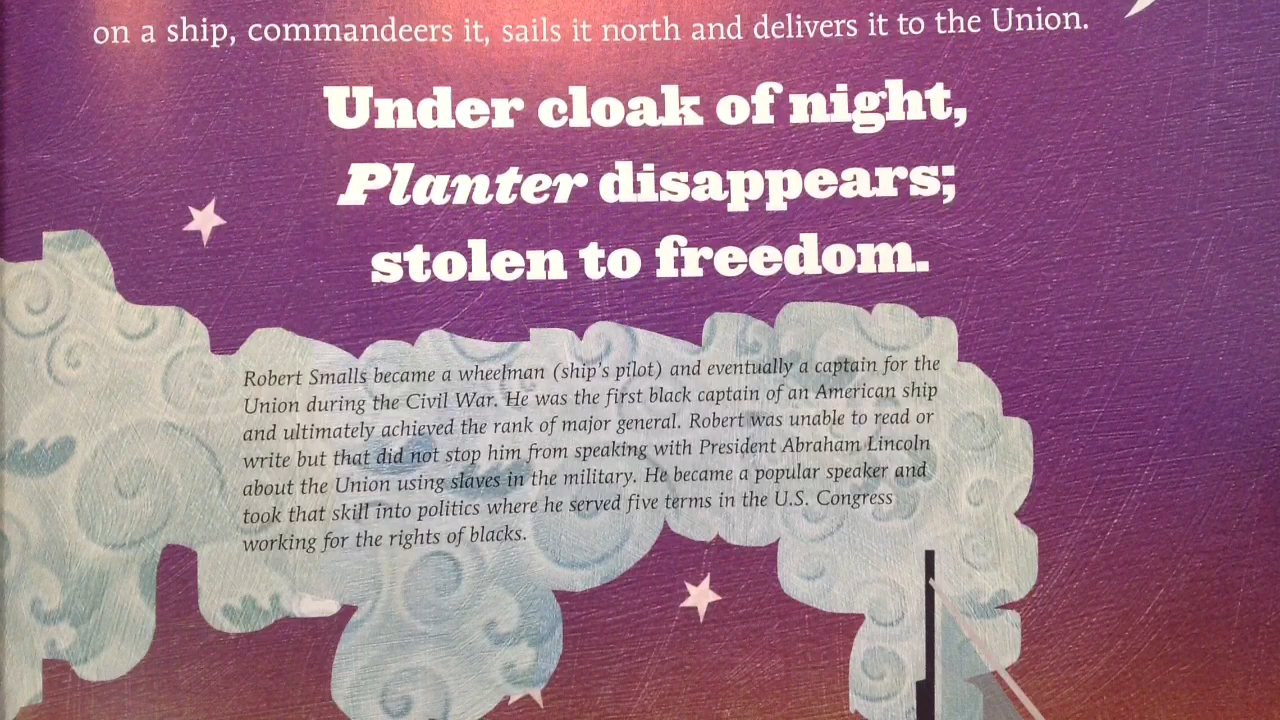 on a ship, commandeers it, sails it north and delivers it to the Union.
Under cloak of night,
Planter disappears;
stolen to freedom.
Robert Smalls became a wheelman (ship's pilot) and eventually a captain for the
Union during the Civil War. He was the first black captain of an American ship
and ultimately achieved the rank of major general. Robert was unable to read or
write but that did not stop him from speaking with President Abraham Lincoln
about the Union using slaves in the military. He became a popular speaker and
took that skill into politics where he served five terms in the U.S. Congress
working for the rights of blacks.